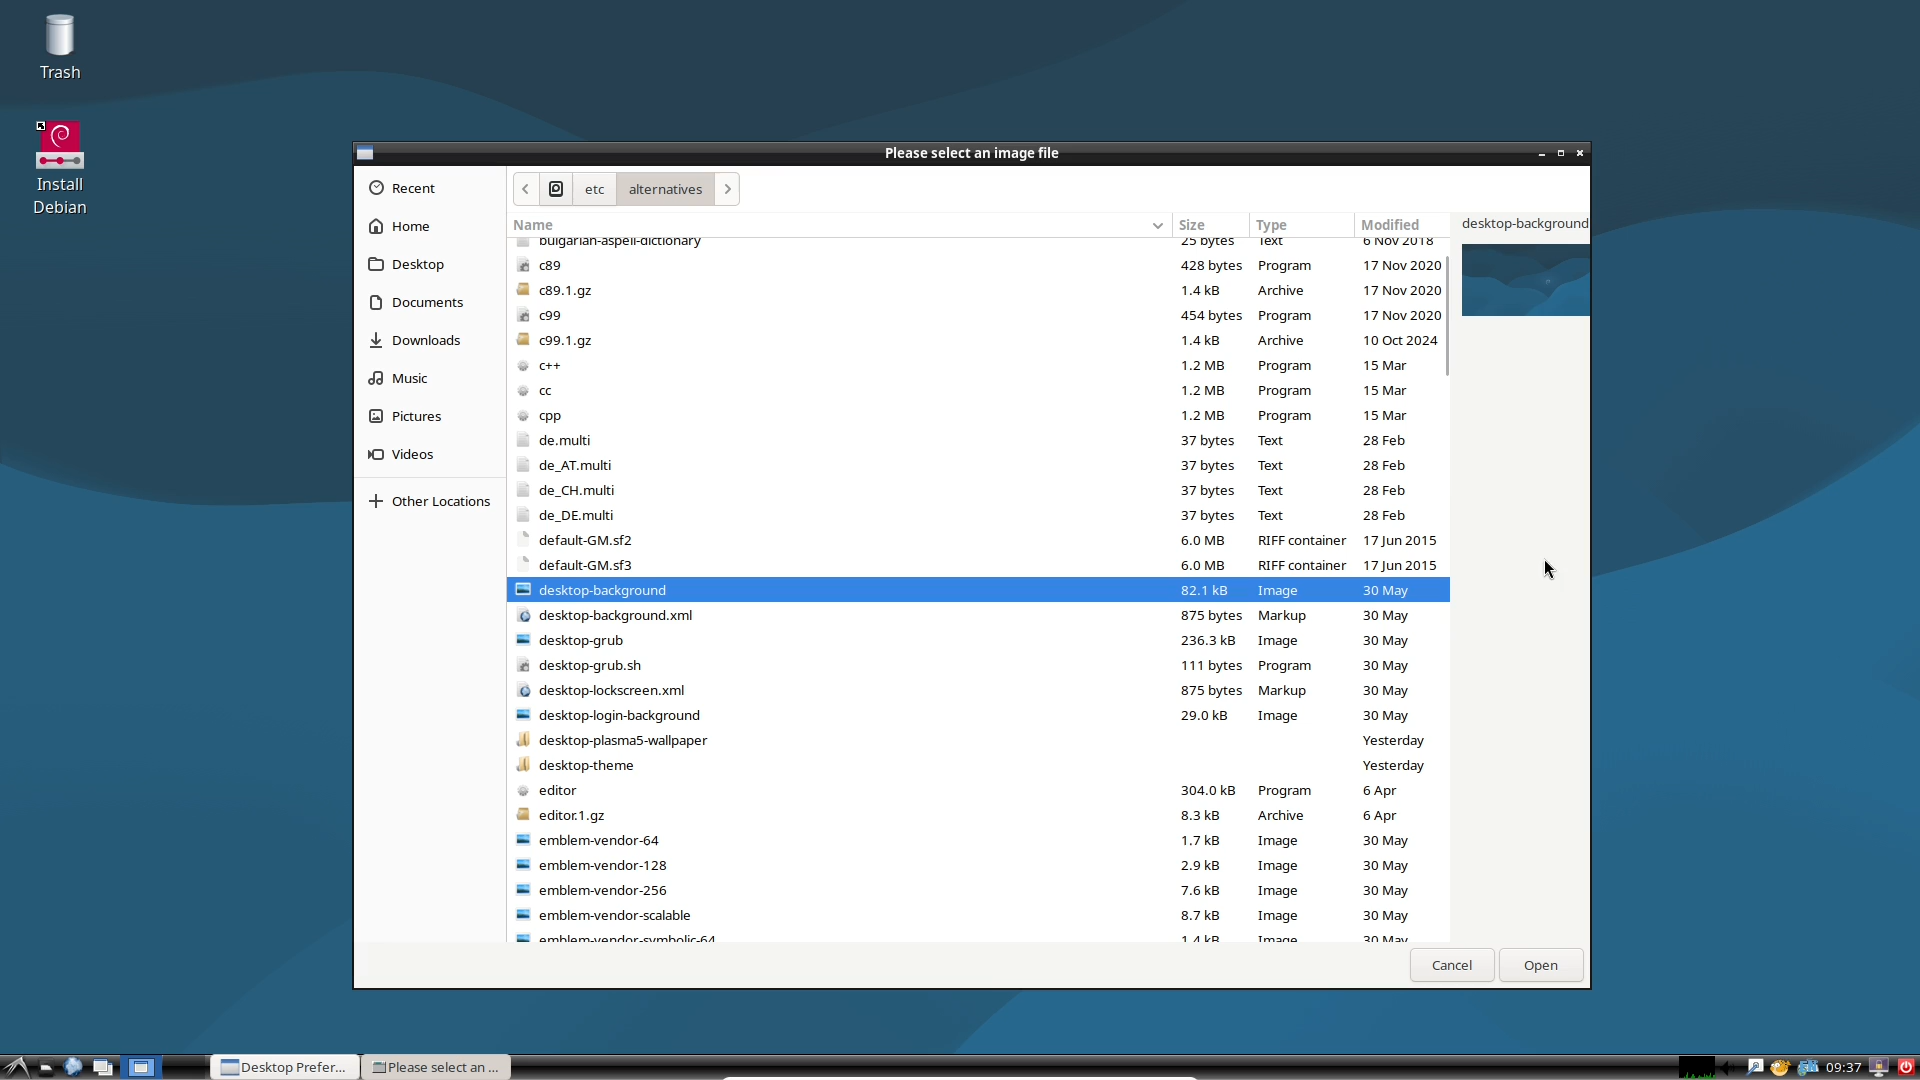 Trash
Install
Debian
Please select an image file
Recent
Home
Desktop
Documents
Downloads
Music
Pictures
Videos
Other Locations
etc
alternatives
Name Size Type Modified
bulgarian-aspell-dictionary 25 bytes Text 6 Nov 2018
c89 428 bytes Program 17 Nov 2020
c89.1.gz 1.4 kB Archive 17 Nov 2020
c99 454 bytes Program 17 Nov 2020
c99.1.gz 1.4 kB Archive 10 Oct 2024
c++ 1.2 MB Program 15 Mar
cc 1.2 MB Program 15 Mar
cpp 1.2 MB Program 15 Mar
de.multi 37 bytes Text 28 Feb
de_AT.multi 37 bytes Text 28 Feb
de_CH.multi 37 bytes Text 28 Feb
de_DE.multi 37 bytes Text 28 Feb
default-GM.sf2 6.0 MB RIFF container 17 Jun 2015
default-GM.sf3 6.0 MB RIFF container 17 Jun 2015
desktop-background 82.1 kB Image 30 May
desktop-background.xml 875 bytes Markup 30 May
desktop-grub 236.3 kB Image 30 May
desktop-grub.sh 111 bytes Program 30 May
desktop-lockscreen.xml 875 bytes Markup 30 May
desktop-login-background 29.0 kB Image 30 May
desktop-plasma5-wallpaper Yesterday
desktop-theme Yesterday
editor 304.0 kB Program 6 Apr
editor.1.gz 8.3 kB Archive 6 Apr
emblem-vendor-64 1.7 kB Image 30 May
emblem-vendor-128 2.9 kB Image 30 May
emblem-vendor-256 7.6 kB Image 30 May
emblem-vendor-scalable 8.7 kB Image 30 May
emblem-vendor-symbolic-64 1.4 kB Image 30 May
desktop-background
Cancel
Open
Desktop Prefer...
Please select an ...
09:37